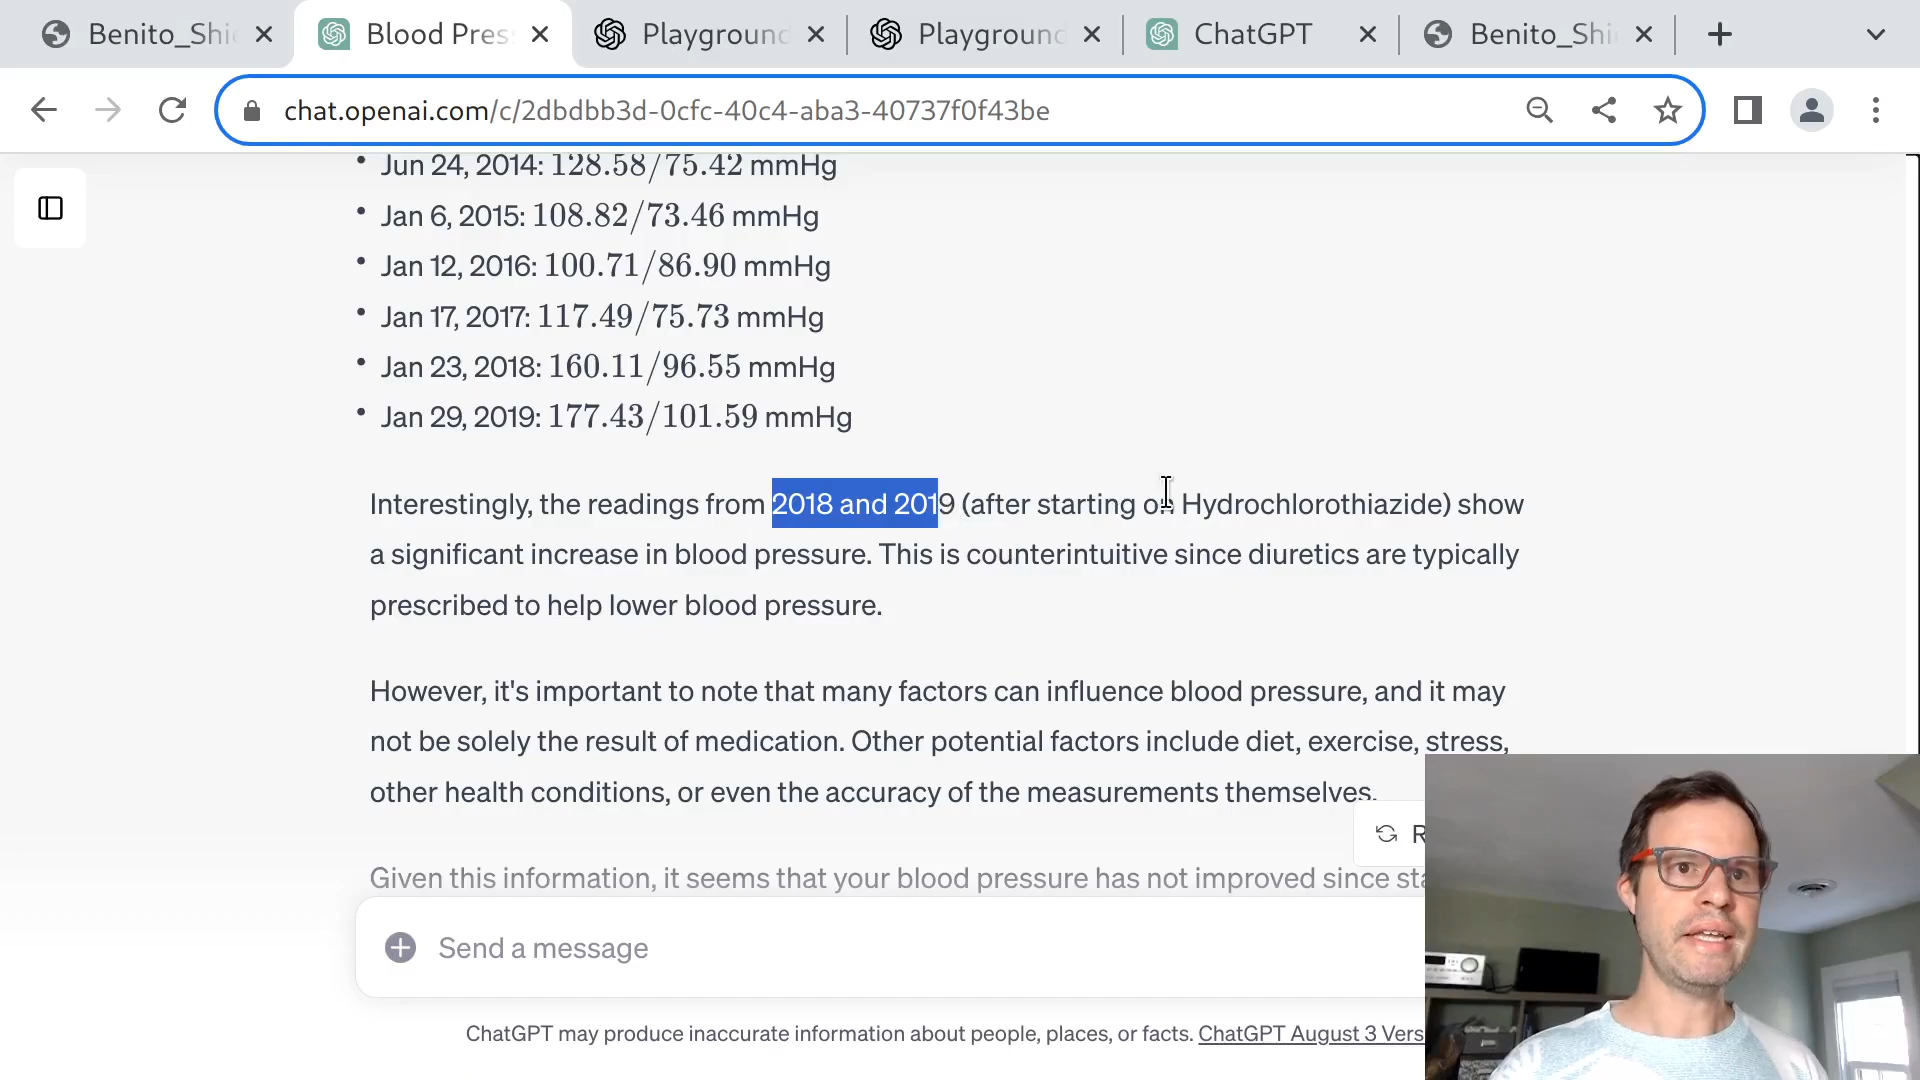 Benito_Shi
Blood Pres
Playground
Playground
ChatGPT
Benito_Shi
chat.openai.com/c/2dbdbb3d-0cfc-40c4-aba3-40737f0f43be
• Jun 24, 2014: 128.58/75.42 mmHg
• Jan 6, 2015: 108.82/73.46 mmHg
• Jan 12, 2016: 100.71/86.90 mmHg
• Jan 17, 2017: 117.49/75.73 mmHg
• Jan 23, 2018: 160.11/96.55 mmHg
• Jan 29, 2019: 177.43/101.59 mmHg
Interestingly, the readings from 2018 and 2019 (after starting on Hydrochlorothiazide) show
a significant increase in blood pressure. This is counterintuitive since diuretics are typically
prescribed to help lower blood pressure.
However, it's important to note that many factors can influence blood pressure, and it may
not be solely the result of medication. Other potential factors include diet, exercise, stress,
other health conditions, or even the accuracy of the measurements themselves.
R
Given this information, it seems that your blood pressure has not improved since sta
Send a message
ChatGPT may produce inaccurate information about people, places, or facts. ChatGPT August 3 Vers